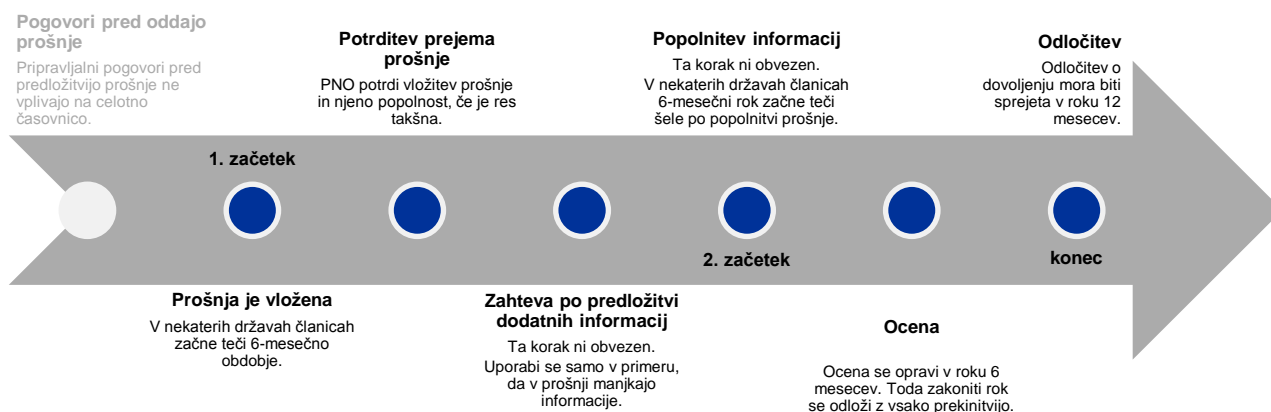 Pogovori pred oddajo
prošnje
Pripravljalni pogovori pred
predložitvijo prošnje ne
vplivajo na celotno
časovnico.
Potrditev prejema
prošnje
PNO potrdi vložitev prošnje
in njeno popolnost, če je res
takšna.
Popolnitev informacij
Ta korak ni obvezen.
V nekaterih državah članicah
6-mesečni rok začne teči
šele po popolnitvi prošnje.
Odločitev
Odločitev o
dovoljenju mora biti
sprejeta v roku 12
mesecev.
1. začetek
2. začetek
konec
Prošnja je vložena
V nekaterih državah članicah
začne teči 6-mesečno
obdobje.
Zahteva po predložitvi
dodatnih informacij
Ta korak ni obvezen.
Uporabi se samo v primeru,
da v prošnji manjkajo
informacije.
Ocena
Ocena se opravi v roku 6
mesecev. Toda zakoniti rok
se odloži z vsako prekinitvijo.